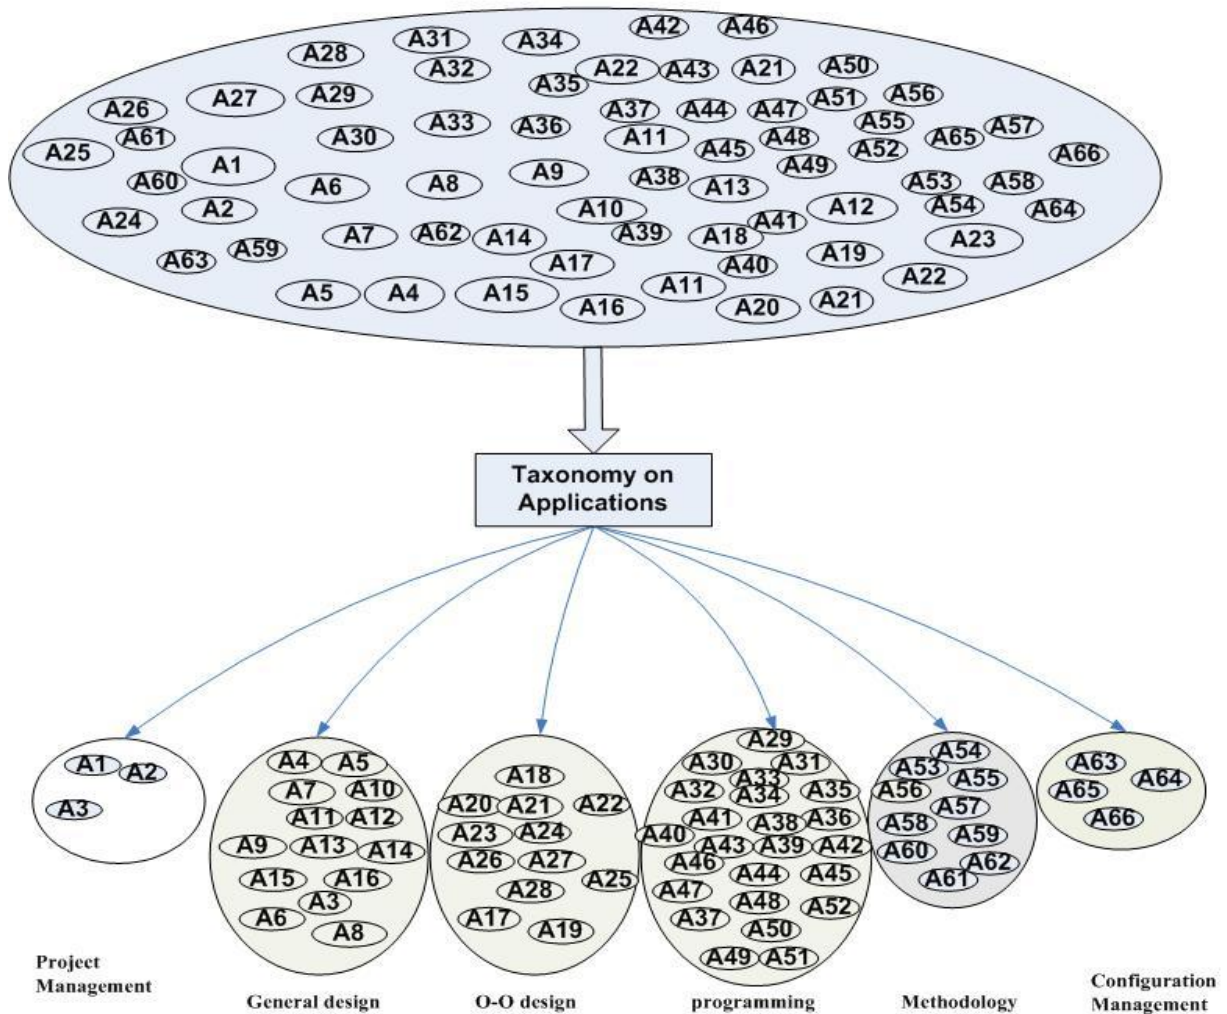 A42 A46
A31 A34
A28
A32 A35 A22 A43 A21 A50
A26 A27 A29 A37 A44 A47 A51 A56
A61 A30 A33 A36 A11 A48 A55 A65 A57
A25 A1 A45 A49 A52 A66
A60 A6 A8 A9 A38 A13 A53 A58
A24 A2 A10 A41 A12 A54 A64
A63 A59 A7 A62 A14 A39 A18 A19 A23
A17 A40 A22
A5 A4 A15 A16 A11 A20 A21
Taxonomy on
Applications
A1 A2
A3
Project
Management
A4 A5
A7 A10
A11 A12
A9 A13 A14
A15 A16
A3
A6 A8
General design
A18
A20 A21 A22
A23 A24
A26 A27
A28 A25
A17 A19
O-O design
A29
A30 A31
A33
A32 A34 A35
A41 A38 A36
A40 A43 A39 A42
A46 A44 A45
A47 A48 A52
A37 A50
A49 A51
programming
A54
A53 A55
A56 A57
A58 A59
A60 A62
A61
Methodology
A63 A64
A65
A66
Configuration
Management